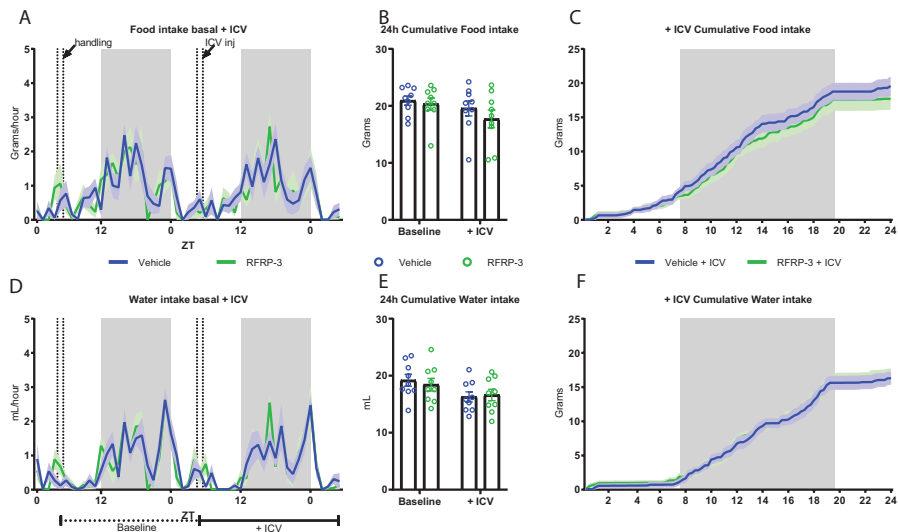 A
Food intake basal + ICV
handling
ICV inj
Grams/hour
5
4
3
2
1
0
0 12 0 12 0
ZT
Vehicle RFRP-3
B
24h Cumulative Food intake
Grams
30
20
10
0
Baseline + ICV
Vehicle RFRP-3
C
+ ICV Cumulative Food intake
25
20
15
10
5
0
2 4 6 8 10 12 14 16 18 20 22 24
Vehicle + ICV RFRP-3 + ICV
D
Water intake basal + ICV
mL/hour
5
4
3
2
1
0
0 12 0 12 0
ZT
Baseline + ICV
E
24h Cumulative Water intake
mL
30
20
10
0
Baseline + ICV
F
+ ICV Cumulative Water intake
Grams
25
20
15
10
5
0
2 4 6 8 10 12 14 16 18 20 22 24